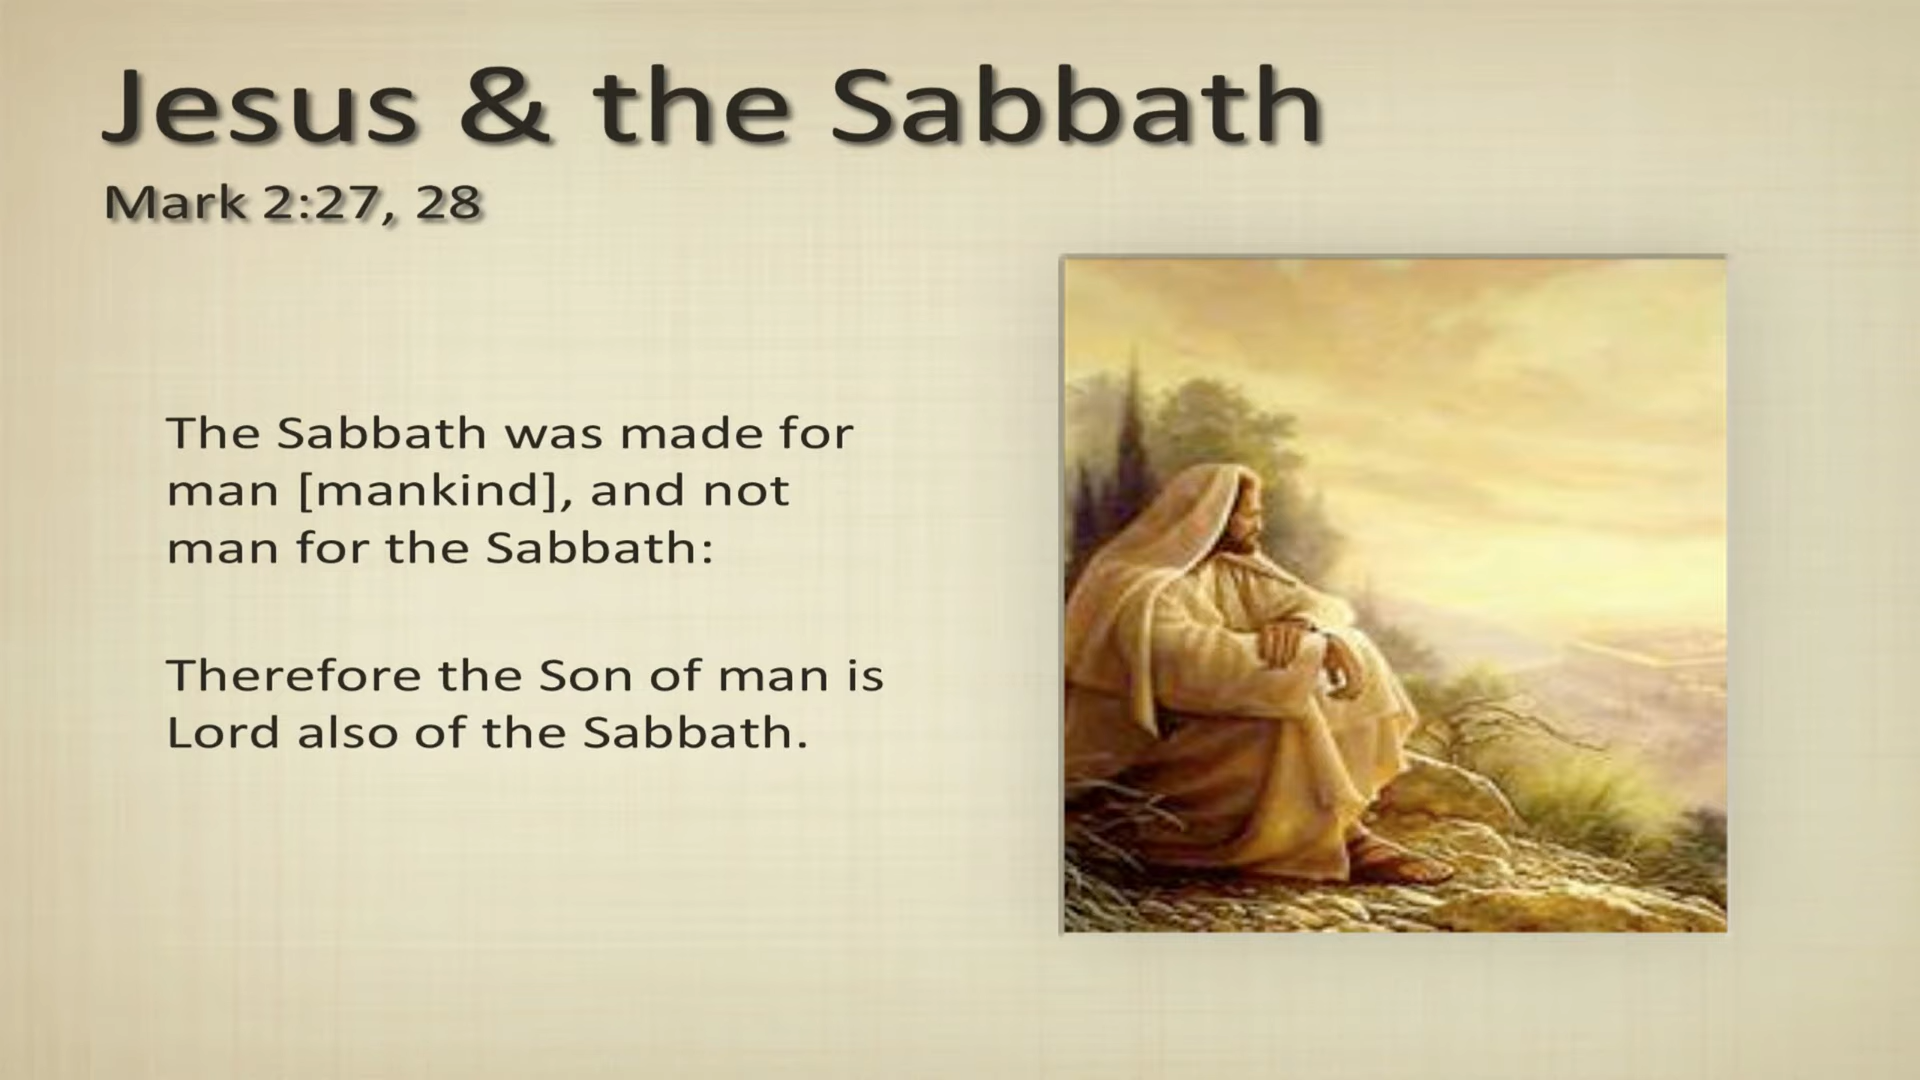 Jesus & the Sabbath
Mark 2:27, 28
The Sabbath was made for
man [mankind], and not
man for the Sabbath:
Therefore the Son of man is
Lord also of the Sabbath.